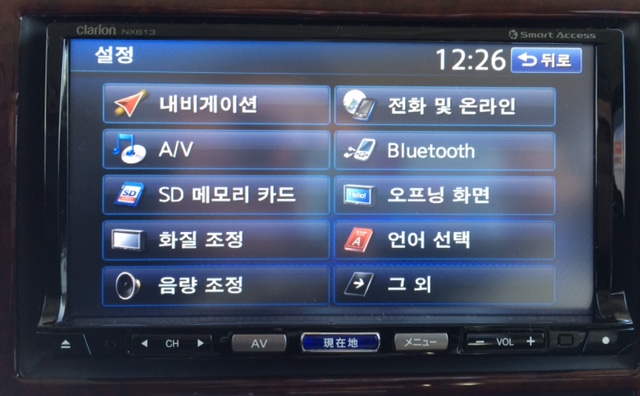 clarion NX613
Smart Access
설정
12:26
뒤로
내비게이션
전화 및 온라인
A/V
Bluetooth
SD
SD 메모리 카드
Hello!
오프닝 화면
화질 조정
A
언어 선택
음량 조정
그 외
CH
AV
現在地
メニュー
VOL